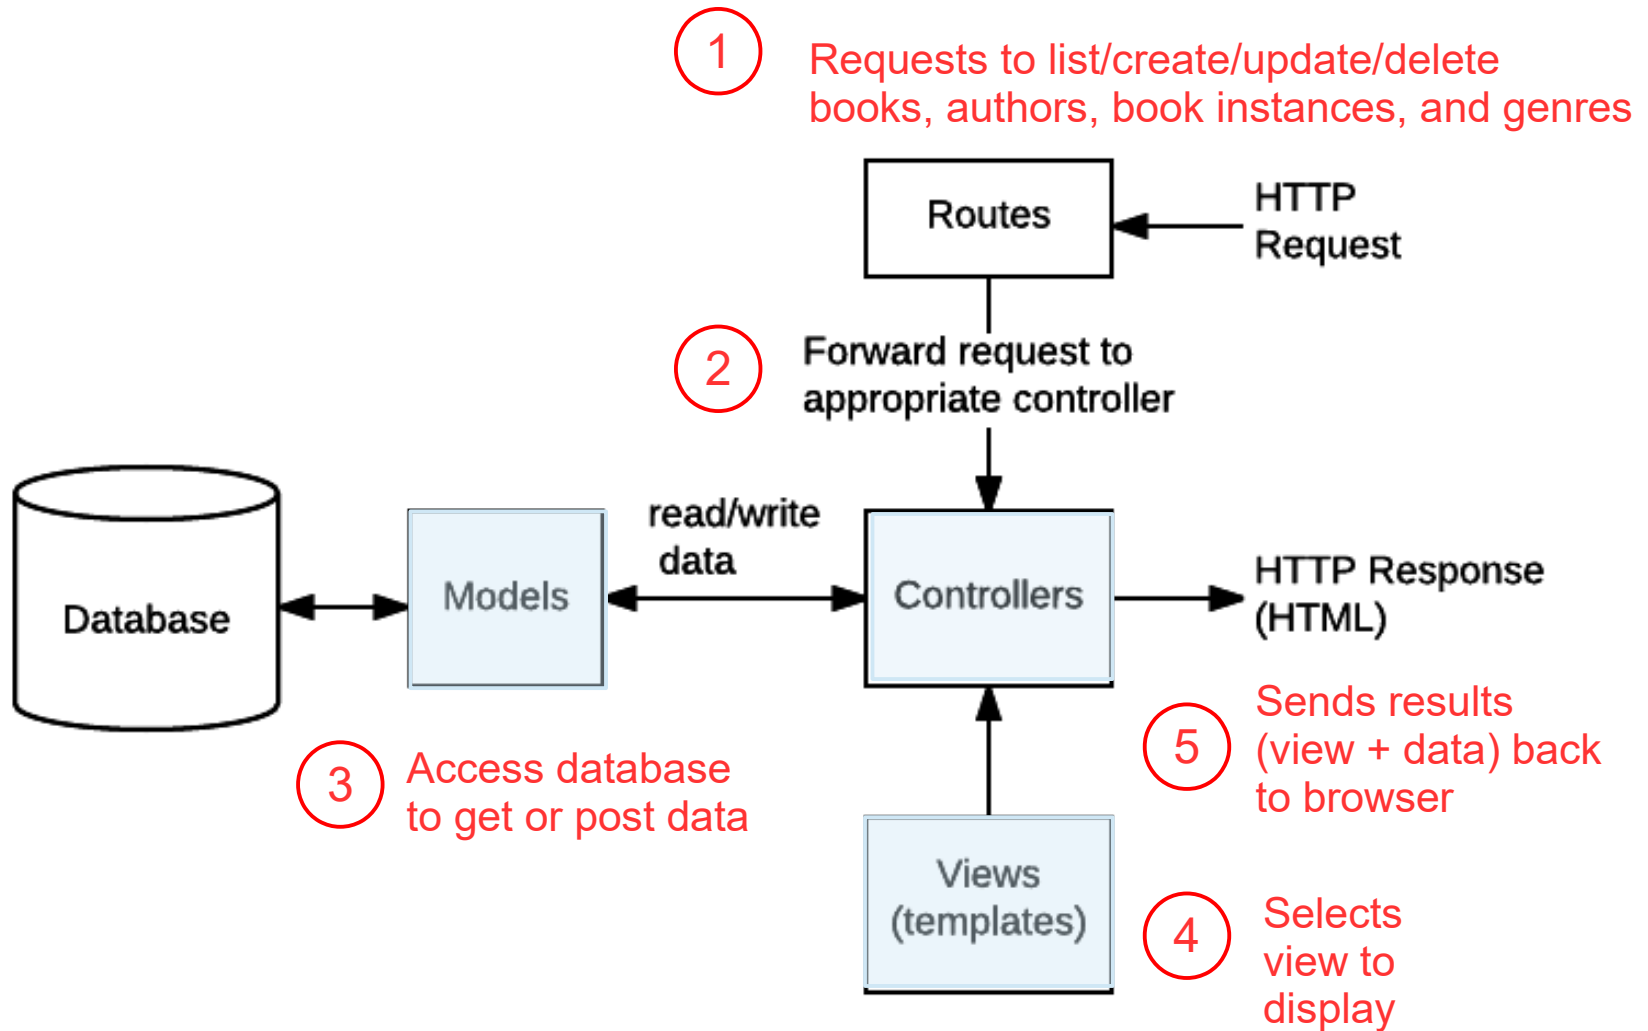 1
Requests to list/create/update/delete
books, authors, book instances, and genres
Routes
HTTP
Request
2
Forward request to
appropriate controller
Database
Models
read/write
data
Controllers
HTTP Response
(HTML)
3
Access database
to get or post data
5
Sends results
(view + data) back
to browser
Views
(templates)
4
Selects
view to
display